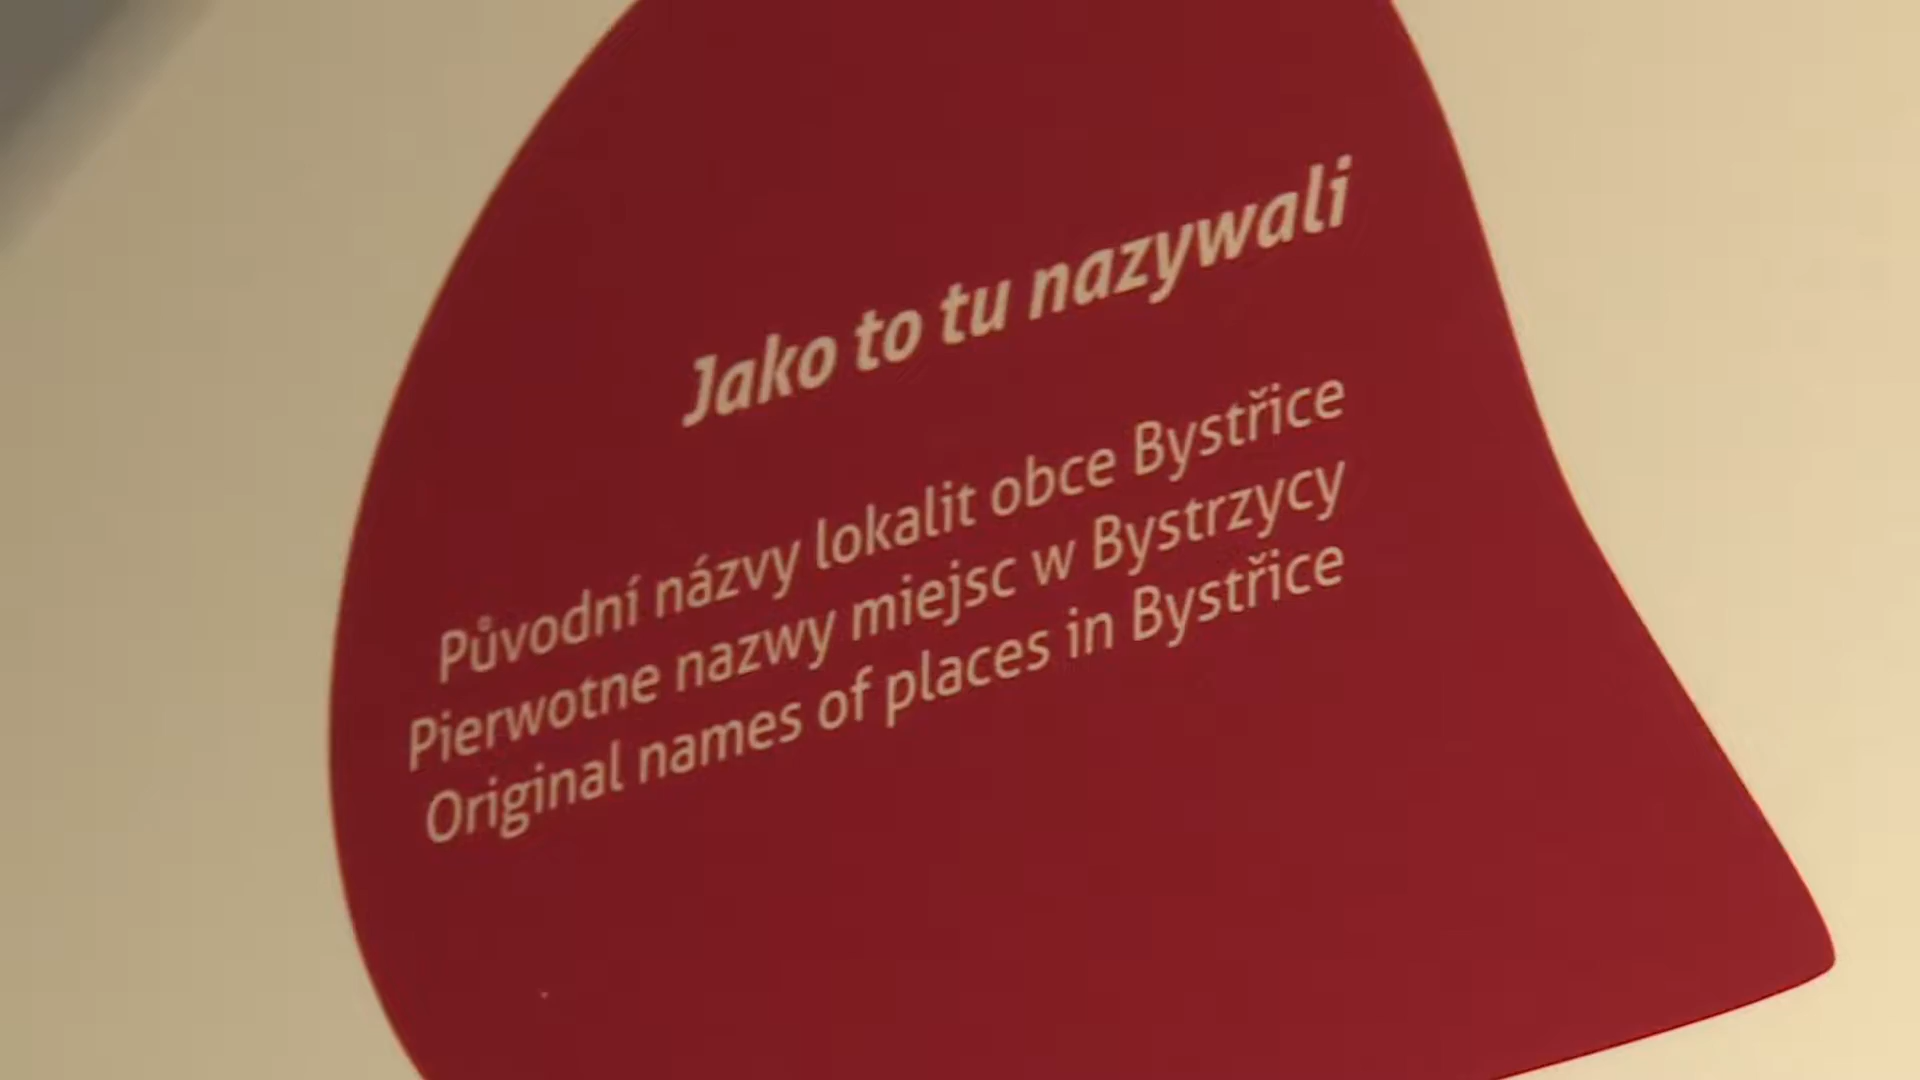 Jako to tu nazywali
Původní názvy lokalit obce Bystřice
Pierwotne nazwy miejsc w Bystrzycy
Original names of places in Bystřice